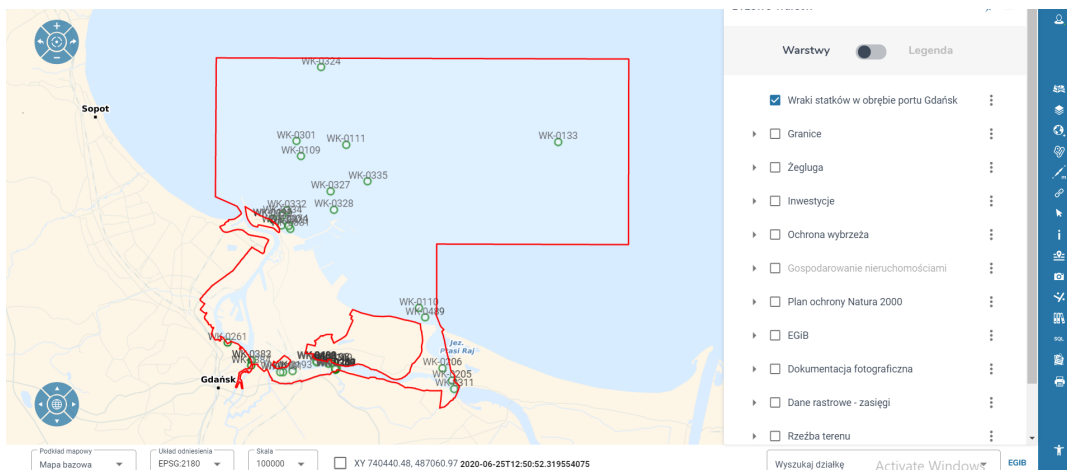 Warstwy
Legenda
WK-0324
Sopot
Wraki statków w obrębie portu Gdańsk
WK-0301
WK-0111
WK-0133
Granice
WK-0109
Żegluga
WK-0335
WK-0327
Inwestycje
WK-0332
WK-0328
Ochrona wybrzeża
Gospodarowanie nieruchomościami
Plan ochrony Natura 2000
WK-0110
WK-0489
EGiB
WK-0261
Jez.
Ptasi Raj
WK-0383
WK-0206
Dokumentacja fotograficzna
Gdańsk
WK-0205
Dane rastrowe - zasięgi
Rzeźba terenu
Podkład mapowy
Mapa bazowa
Układ odniesienia
EPSG:2180
Skala
100000
XY 740440.48, 487060.97 2020-06-25T12:50:52.319554075
Wyszukaj działkę
Activate Windows
EGIB
SQL